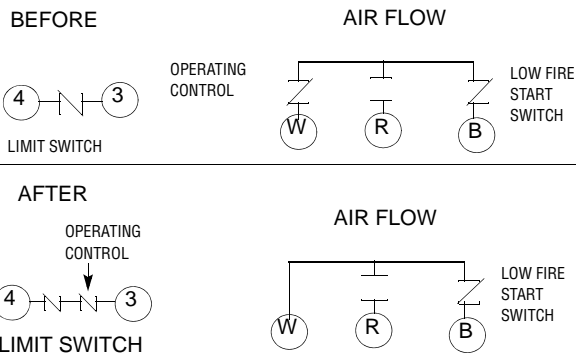 BEFORE
AIR FLOW
OPERATING
CONTROL
LOW FIRE
START
SWITCH
4
3
W
R
B
LIMIT SWITCH
AFTER
AIR FLOW
OPERATING
CONTROL
LOW FIRE
START
SWITCH
4
3
W
R
B
LIMIT SWITCH